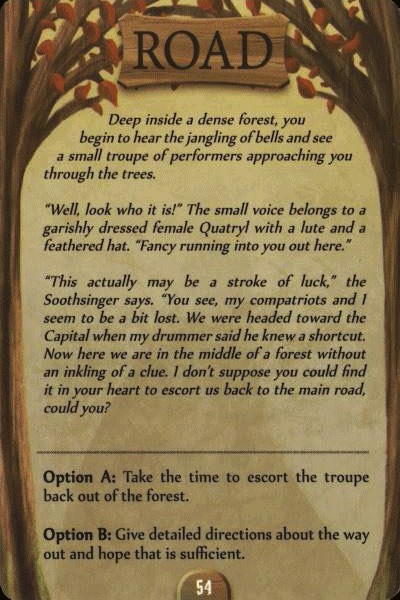 ROAD
Deep inside a dense forest, you
begin to hear the jangling of bells and see
a small troupe of performers approaching you
through the trees.
“Well, look who it is!” The small voice belongs to a
garishly dressed female Quatryl with a lute and a
feathered hat. “Fancy running into you out here.”
“This actually may be a stroke of luck,” the
Soothsinger says. “You see, my compatriots and I
seem to be a bit lost. We were headed toward the
Capital when my drummer said he knew a shortcut.
Now here we are in the middle of a forest without
an inkling of a clue. I don’t suppose you could find
it in your heart to escort us back to the main road,
could you?
Option A: Take the time to escort the troupe
back out of the forest.
Option B: Give detailed directions about the way
out and hope that is sufficient.
54